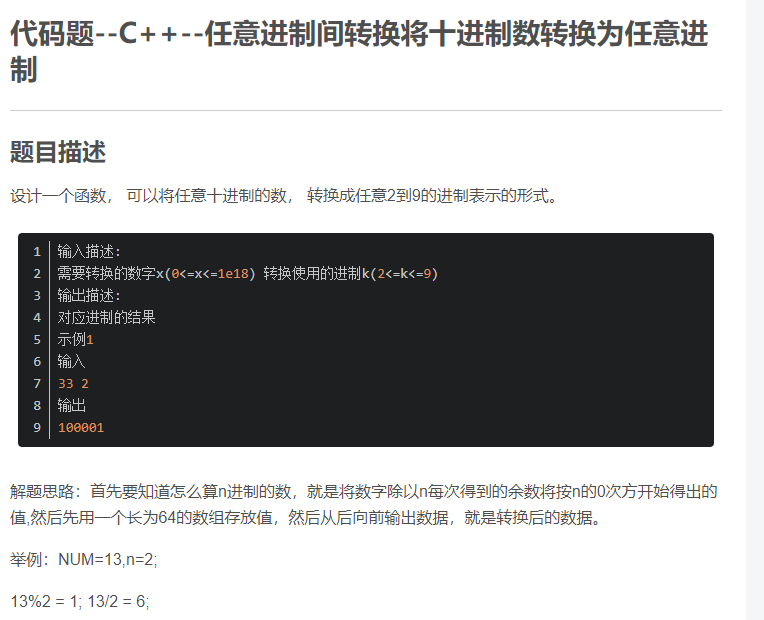 代码题--C++--任意进制间转换将十进制数转换为任意进
制
题目描述
设计一个函数， 可以将任意十进制的数， 转换成任意2到9的进制表示的形式。
1 输入描述:
2 需要转换的数字x(0<=x<=1e18) 转换使用的进制k(2<=k<=9)
3 输出描述:
4 对应进制的结果
5 示例1
6 输入
7 33 2
8 输出
9 100001
解题思路：首先要知道怎么算n进制的数，就是将数字除以n每次得到的余数将按n的0次方开始得出的
值,然后先用一个长为64的数组存放值，然后从后向前输出数据，就是转换后的数据。
举例：NUM=13,n=2;
13%2 = 1; 13/2 = 6;